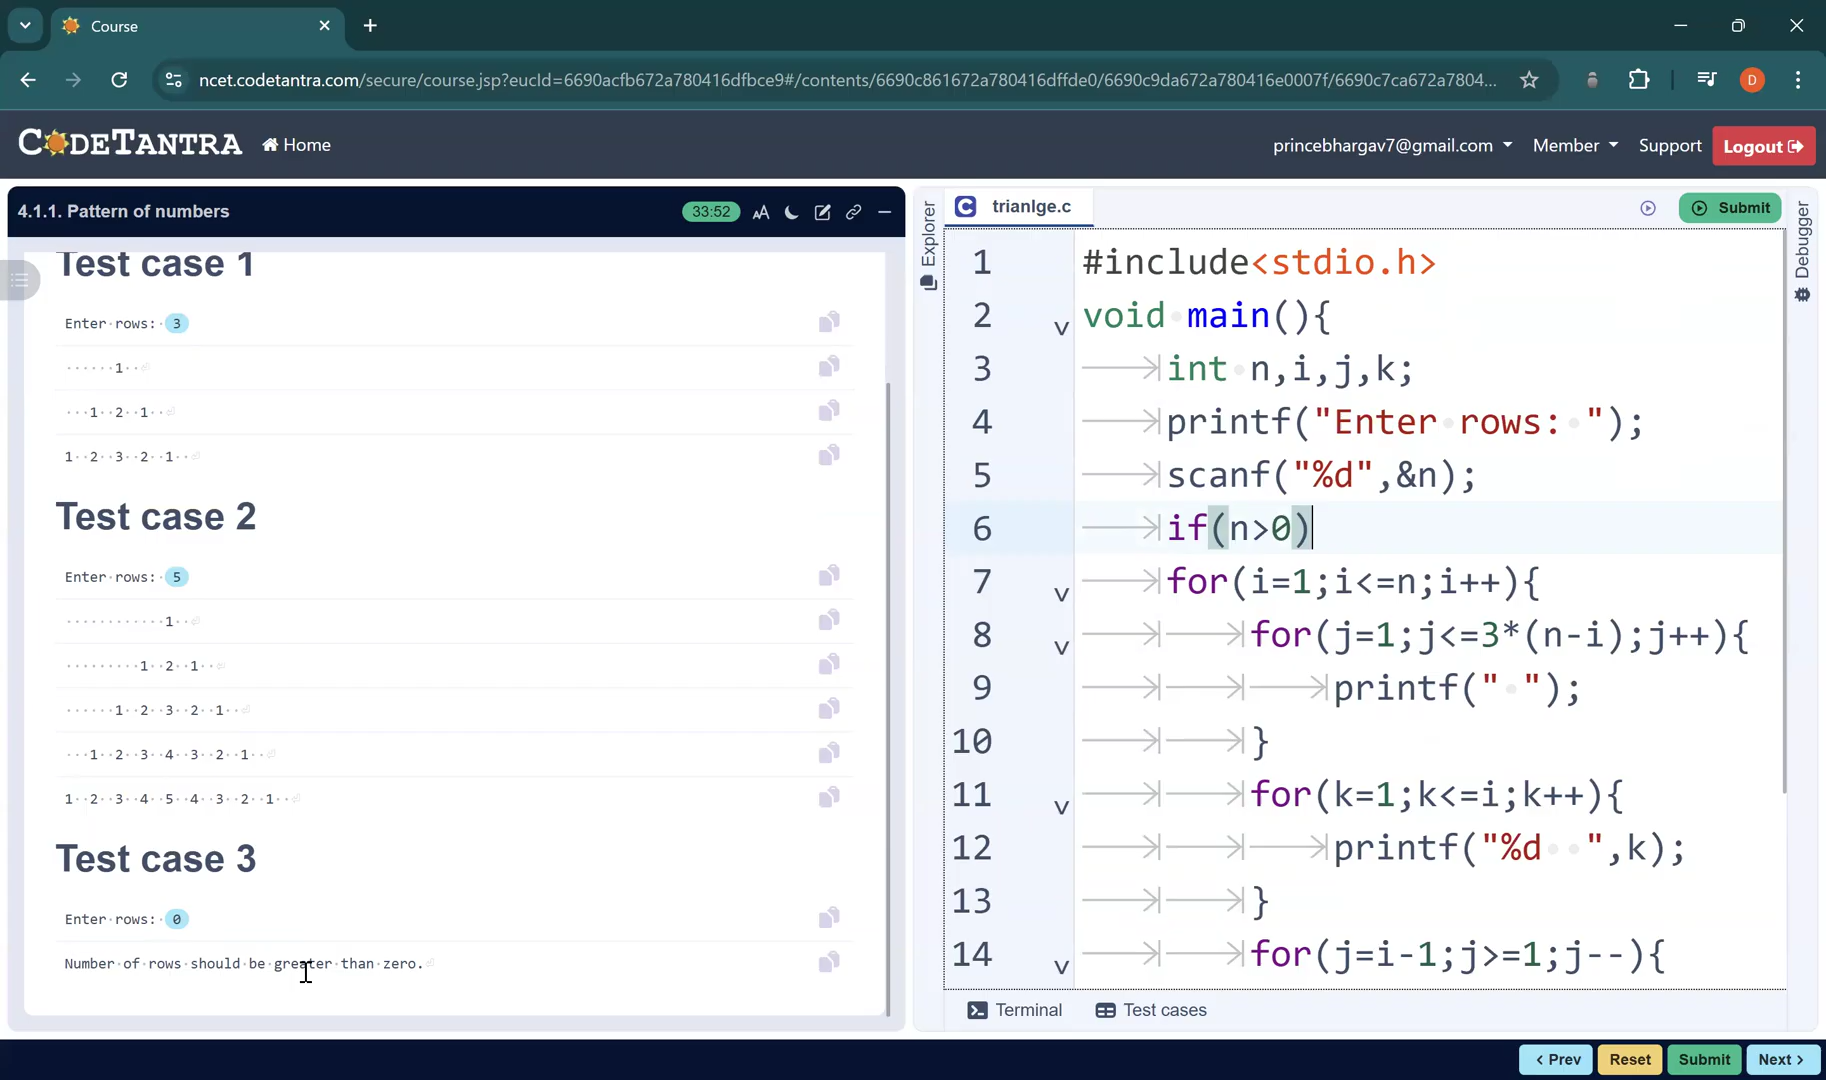 Course
ncet.codetantra.com/secure/course.jsp?eucId=6690acfb672a780416dfbce9#/contents/6690c861672a780416dffde0/6690c9da672a780416e0007f/6690c7ca672a7804...
D
CODETANTRA
Home
princebhargav7@gmail.com
Member
Support
Logout
4.1.1. Pattern of numbers
33:52
AA
Test case 1
Enter·rows:·3
······1··
···1··2··1··
1··2··3··2··1··
Test case 2
Enter·rows:·5
············1··
·········1··2··1··
······1··2··3··2··1··
···1··2··3··4··3··2··1··
1··2··3··4··5··4··3··2··1··
Test case 3
Enter·rows:·0
Number·of·rows·should·be·greater·than·zero.
Explorer
trianlge.c
Submit
Debugger
1 #include<stdio.h>
2 void main(){
3 int n,i,j,k;
4 printf("Enter rows: ");
5 scanf("%d",&n);
6 if(n>0)
7 for(i=1;i<=n;i++){
8 for(j=1;j<=3*(n-i);j++){
9 printf(" ");
10 }
11 for(k=1;k<=i;k++){
12 printf("%d  ",k);
13 }
14 for(j=i-1;j>=1;j--){
Terminal
Test cases
< Prev
Reset
Submit
Next >